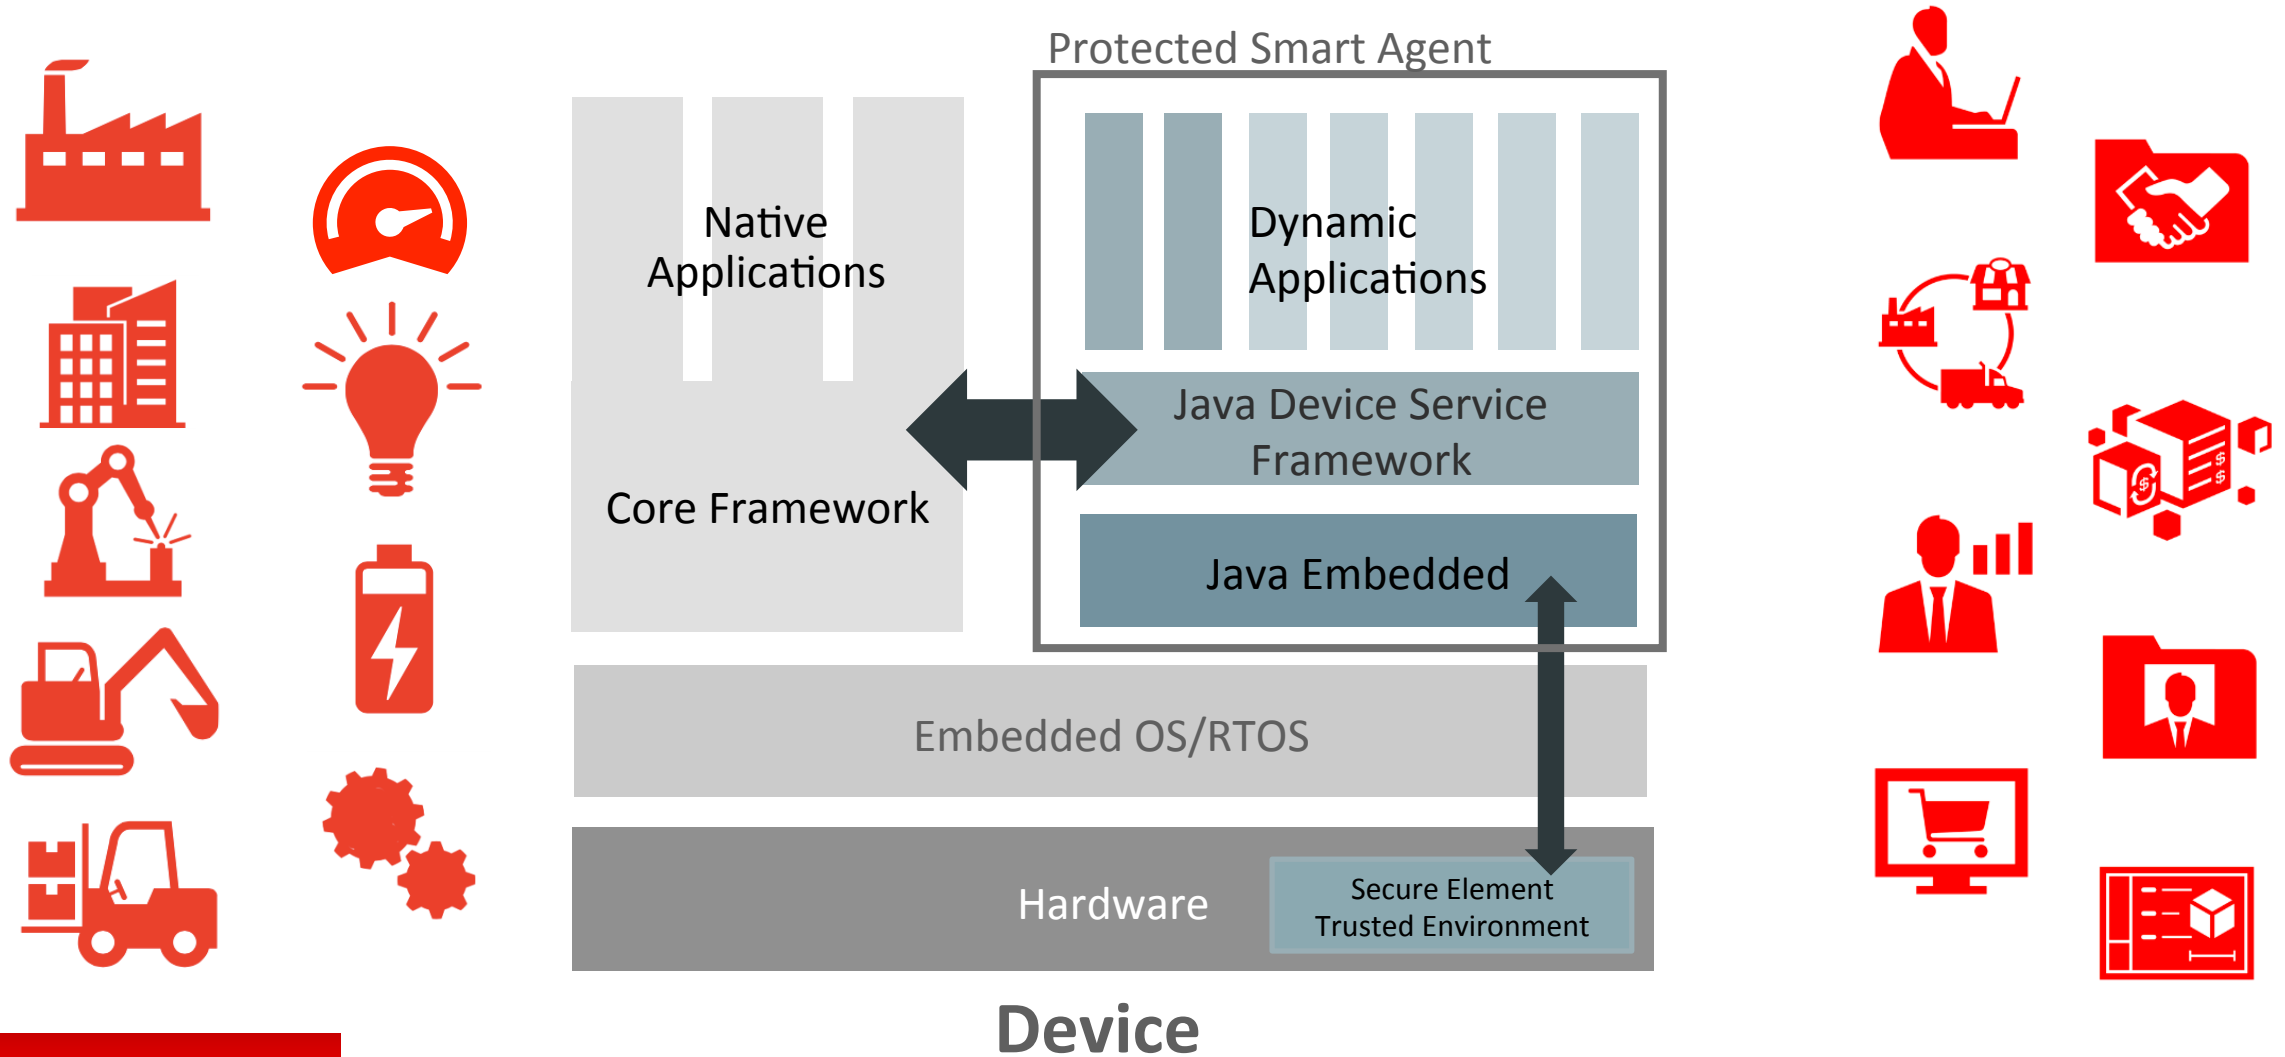 Protected Smart Agent
Native
Applications
Dynamic
Applications
Java Device Service
Framework
Core Framework
Java Embedded
Embedded OS/RTOS
Hardware
Secure Element
Trusted Environment
Device
$
$
$
$